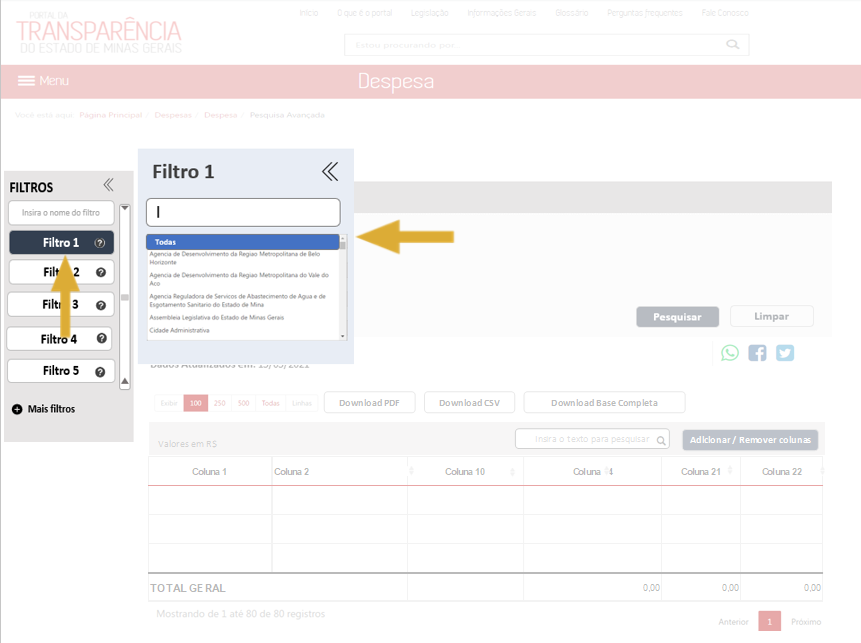 PORTAL DA
TRANSPARÊNCIA
DO ESTADO DE MINAS GERAIS
Início O que é o portal Legislação Informações Gerais Glossário Perguntas frequentes Fale Conosco
Estou procurando por...
Menu
Despesa
Você está aqui: Página Principal / Despesas / Despesa / Pesquisa Avançada
FILTROS
Insira o nome do filtro
Filtro 1
Filtro 2
Filtro 3
Filtro 4
Filtro 5
Mais filtros
Filtro 1
Todas
Agencia de Desenvolvimento da Regiao Metropolitana de Belo
Horizonte
Agencia de Desenvolvimento da Regiao Metropolitana do Vale do
Aco
Agencia Reguladora de Servicos de Abastecimento de Agua e de
Esgotamento Sanitario do Estado de Mina
Assembleia Legislativa do Estado de Minas Gerais
Cidade Administrativa
Pesquisar Limpar
Dados Atualizados em: 15/03/2021
Exibir 100 250 500 Todas Linhas Download PDF Download CSV Download Base Completa
Valores em R$ Insira o texto para pesquisar Adicionar / Remover colunas
Coluna 1 Coluna 2 Coluna 10 Coluna Coluna 21 Coluna 22
TOTAL GERAL 0,00 0,00 0,00
Mostrando de 1 até 80 de 80 registros
Anterior 1 Próximo